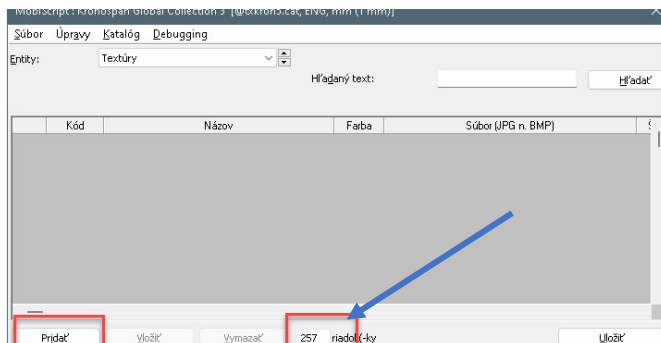 MobiScript : Kronospan Global Collection 3 [@txkrono.cat, ENG, mm (1 mm)]
Súbor Úpravy Katalóg Debugging
Entity: Textúry
Hľadaný text: Hľadať
Kód Názov Farba Súbor (JPG n. BMP)
Pridať Vložiť Vymazať 257 riadok(-ky Uložiť